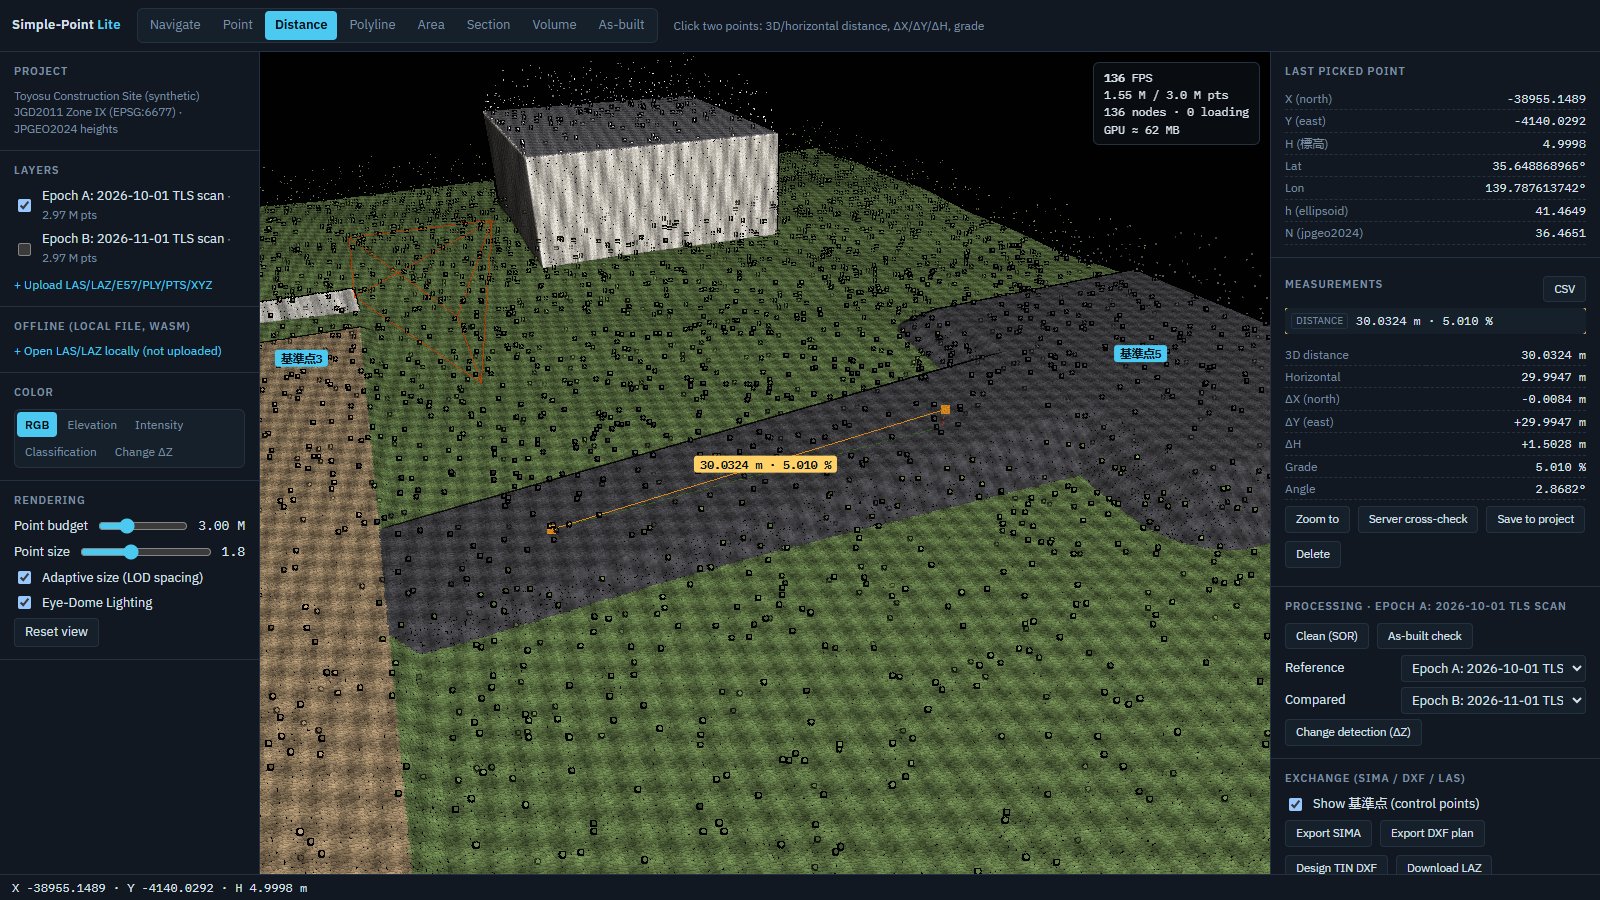 Simple-Point Lite
Navigate Point Distance Polyline Area Section Volume As-built
Click two points: 3D/horizontal distance, ΔX/ΔY/ΔH, grade
PROJECT
Toyosu Construction Site (synthetic)
JGD2011 Zone IX (EPSG:6677) ·
JPGEO2024 heights
LAYERS
Epoch A: 2026-10-01 TLS scan ·
2.97 M pts
Epoch B: 2026-11-01 TLS scan ·
2.97 M pts
+ Upload LAS/LAZ/E57/PLY/PTS/XYZ
OFFLINE (LOCAL FILE, WASM)
+ Open LAS/LAZ locally (not uploaded)
COLOR
RGB Elevation Intensity
Classification Change ΔZ
RENDERING
Point budget 3.00 M
Point size 1.8
Adaptive size (LOD spacing)
Eye-Dome Lighting
Reset view
136 FPS
1.55 M / 3.0 M pts
136 nodes · 0 loading
GPU ≈ 62 MB
基準点3
基準点5
30.0324 m · 5.010 %
LAST PICKED POINT
X (north) -38955.1489
Y (east) -4140.0292
H (標高) 4.9998
Lat 35.648868965°
Lon 139.787613742°
h (ellipsoid) 41.4649
N (jpgeo2024) 36.4651
MEASUREMENTS CSV
DISTANCE 30.0324 m · 5.010 %
3D distance 30.0324 m
Horizontal 29.9947 m
ΔX (north) -0.0084 m
ΔY (east) +29.9947 m
ΔH +1.5028 m
Grade 5.010 %
Angle 2.8682°
Zoom to Server cross-check Save to project
Delete
PROCESSING · EPOCH A: 2026-10-01 TLS SCAN
Clean (SOR) As-built check
Reference Epoch A: 2026-10-01 TLS
Compared Epoch B: 2026-11-01 TLS
Change detection (ΔZ)
EXCHANGE (SIMA / DXF / LAS)
Show 基準点 (control points)
Export SIMA Export DXF plan
Design TIN DXF Download LAZ
X -38955.1489 · Y -4140.0292 · H 4.9998 m